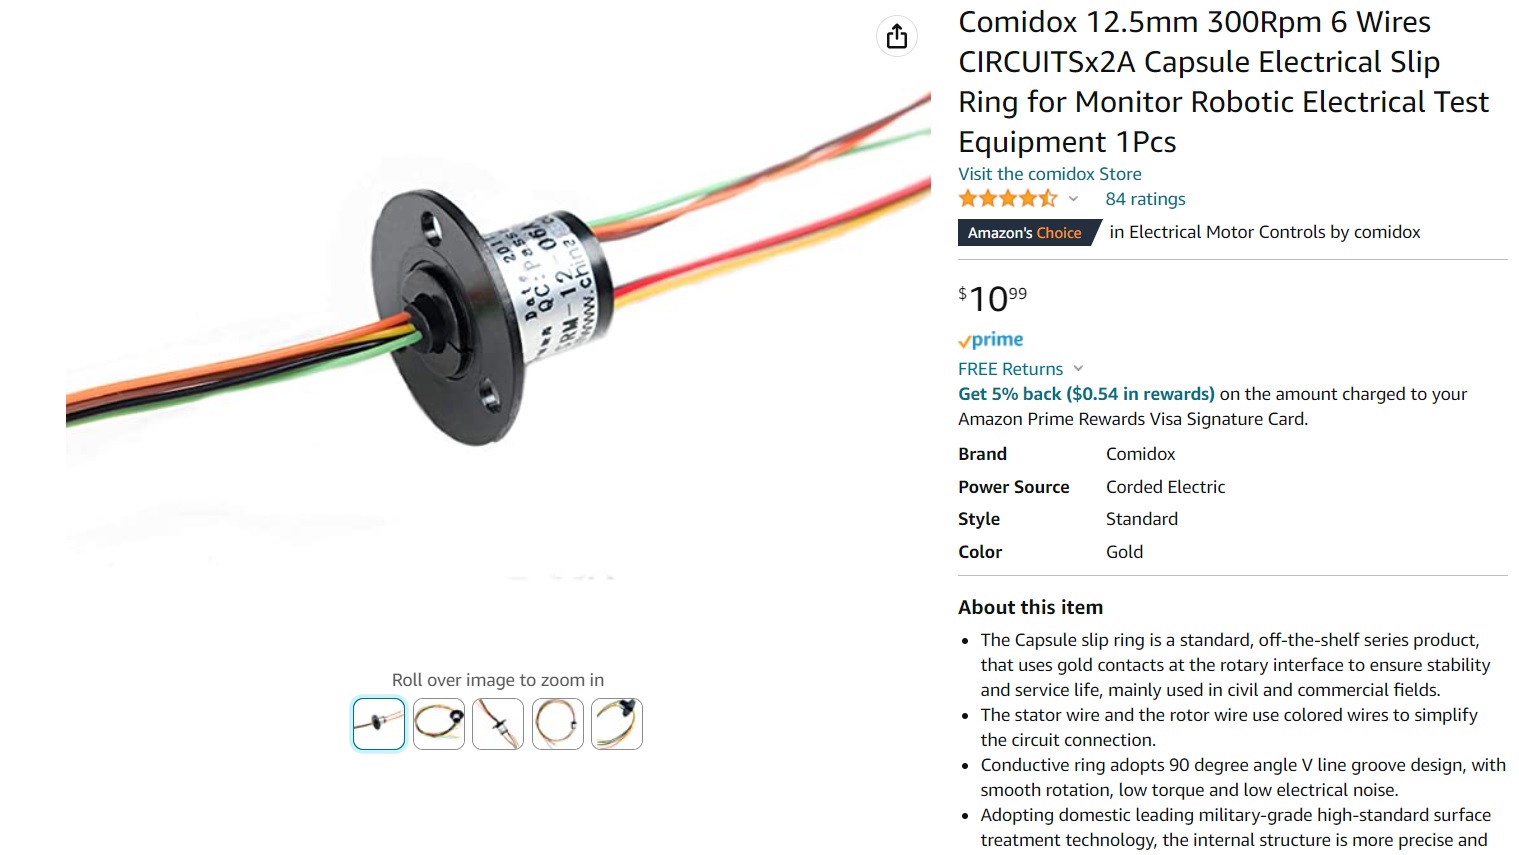 Comidox 12.5mm 300Rpm 6 Wires
CIRCUITSx2A Capsule Electrical Slip
Ring for Monitor Robotic Electrical Test
Equipment 1Pcs
Visit the comidox Store
84 ratings
Amazon's Choice in Electrical Motor Controls by comidox
$10 99
prime
FREE Returns
Get 5% back ($0.54 in rewards) on the amount charged to your
Amazon Prime Rewards Visa Signature Card.
Brand Comidox
Power Source Corded Electric
Style Standard
Color Gold
About this item
• The Capsule slip ring is a standard, off-the-shelf series product,
that uses gold contacts at the rotary interface to ensure stability
and service life, mainly used in civil and commercial fields.
• The stator wire and the rotor wire use colored wires to simplify
the circuit connection.
• Conductive ring adopts 90 degree angle V line groove design, with
smooth rotation, low torque and low electrical noise.
• Adopting domestic leading military-grade high-standard surface
treatment technology, the internal structure is more precise and
QC:
www.china
Roll over image to zoom in